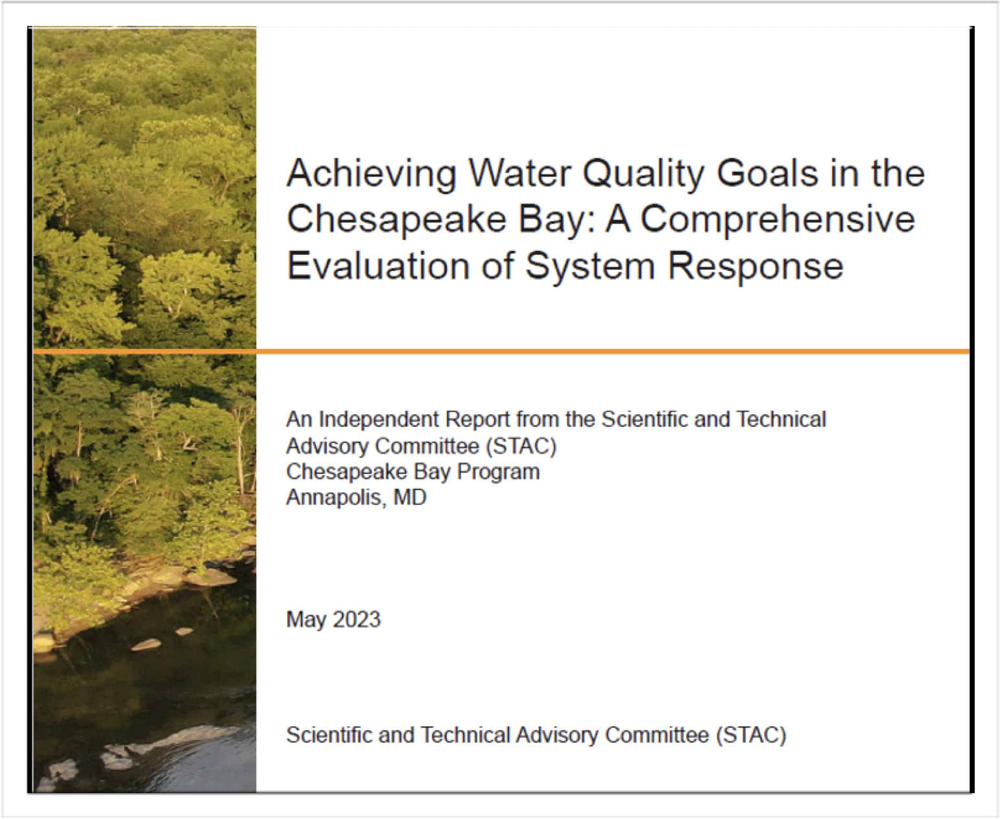 Achieving Water Quality Goals in the
Chesapeake Bay: A Comprehensive
Evaluation of System Response
An Independent Report from the Scientific and Technical
Advisory Committee (STAC)
Chesapeake Bay Program
Annapolis, MD
May 2023
Scientific and Technical Advisory Committee (STAC)